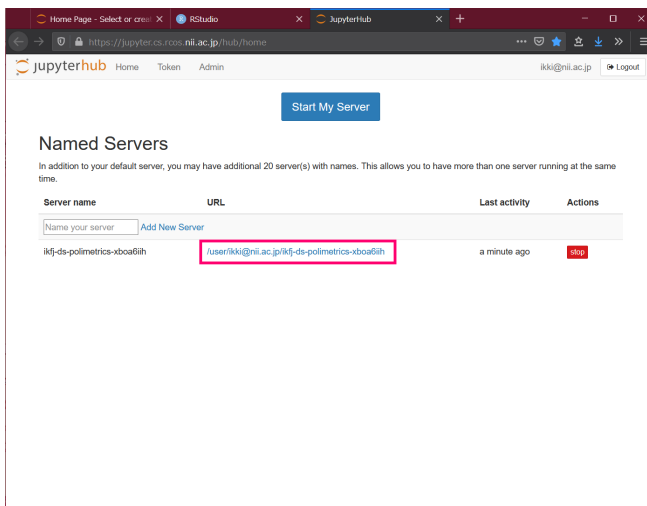 Home Page - Select or creat
RStudio
JupyterHub
https://jupyter.cs.rcos.nii.ac.jp/hub/home
jupyterhub Home Token Admin ikki@nii.ac.jp Logout
Start My Server
Named Servers
In addition to your default server, you may have additional 20 server(s) with names. This allows you to have more than one server running at the same
time.
Server name URL Last activity Actions
Name your server Add New Server
ikfj-ds-polimetrics-xboa6iih /user/ikki@nii.ac.jp/ikfj-ds-polimetrics-xboa6iih a minute ago stop